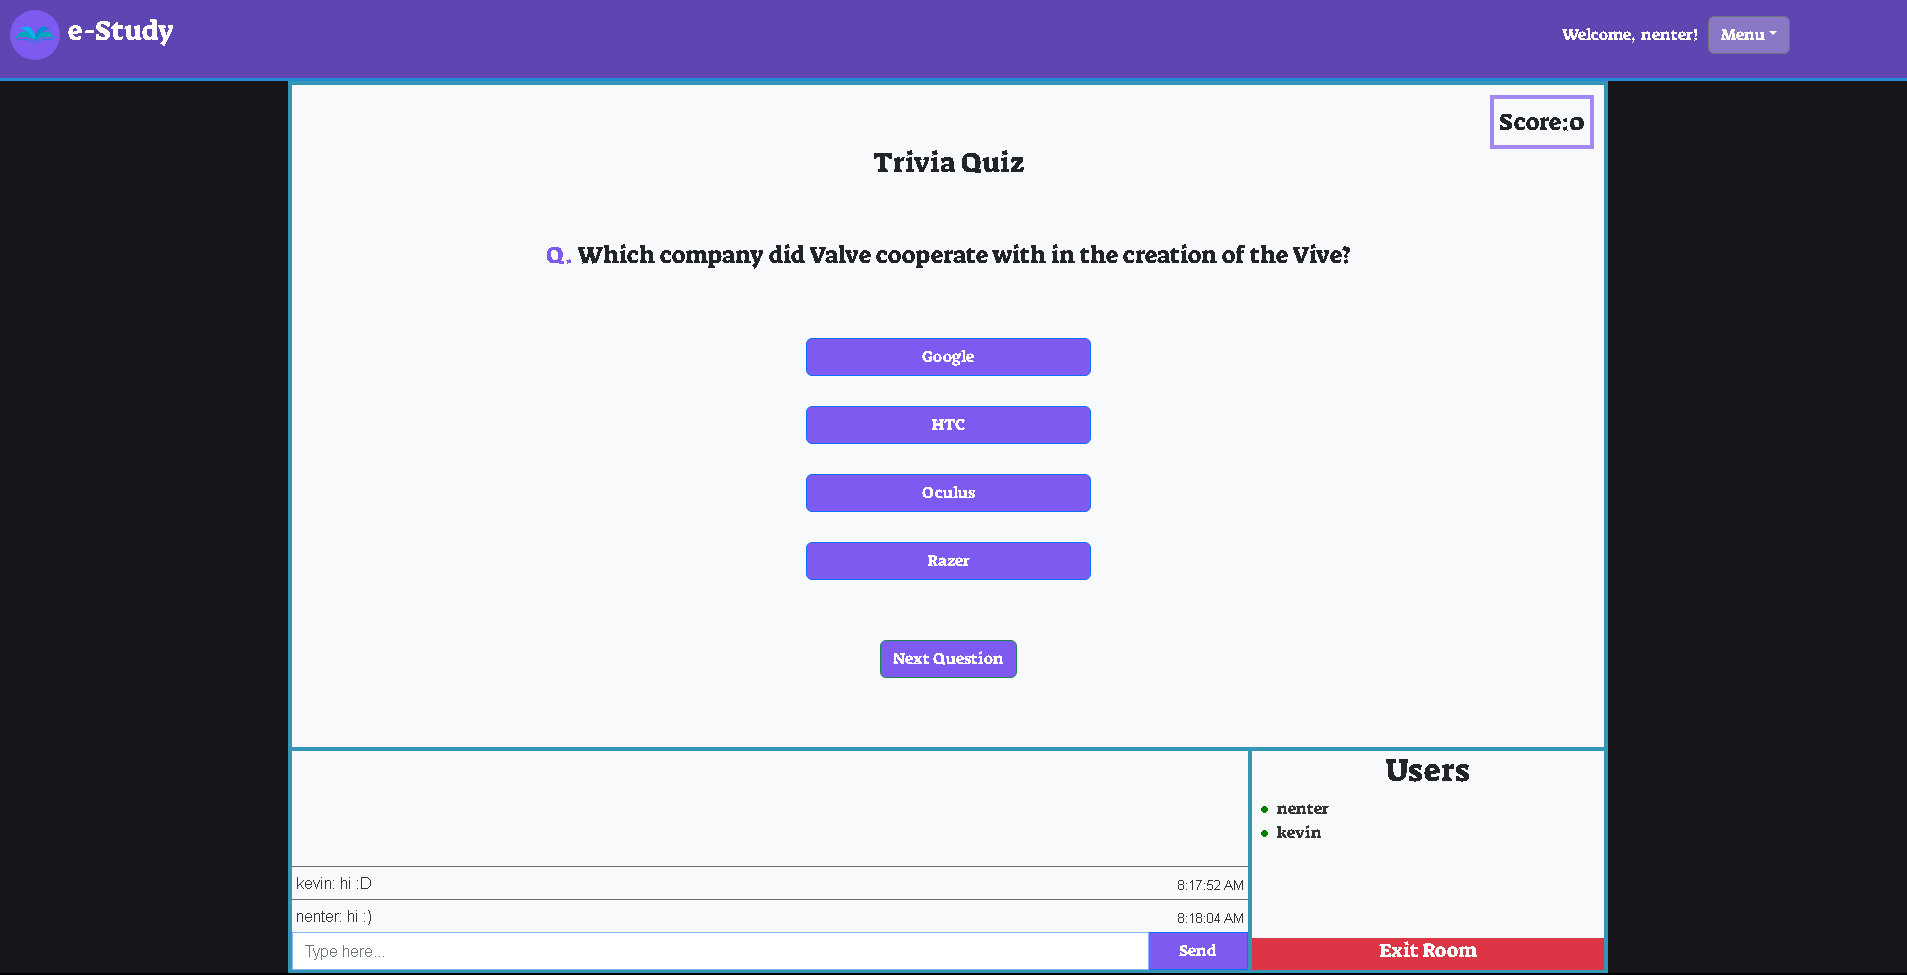 e-Study
Welcome, nenter!
Menu
Score:0
Trivia Quiz
Q. Which company did Valve cooperate with in the creation of the Vive?
Google
HTC
Oculus
Razer
Next Question
kevin: hi :D
8:17:52 AM
nenter: hi :)
8:18:04 AM
Type here...
Send
Users
nenter
kevin
Exit Room